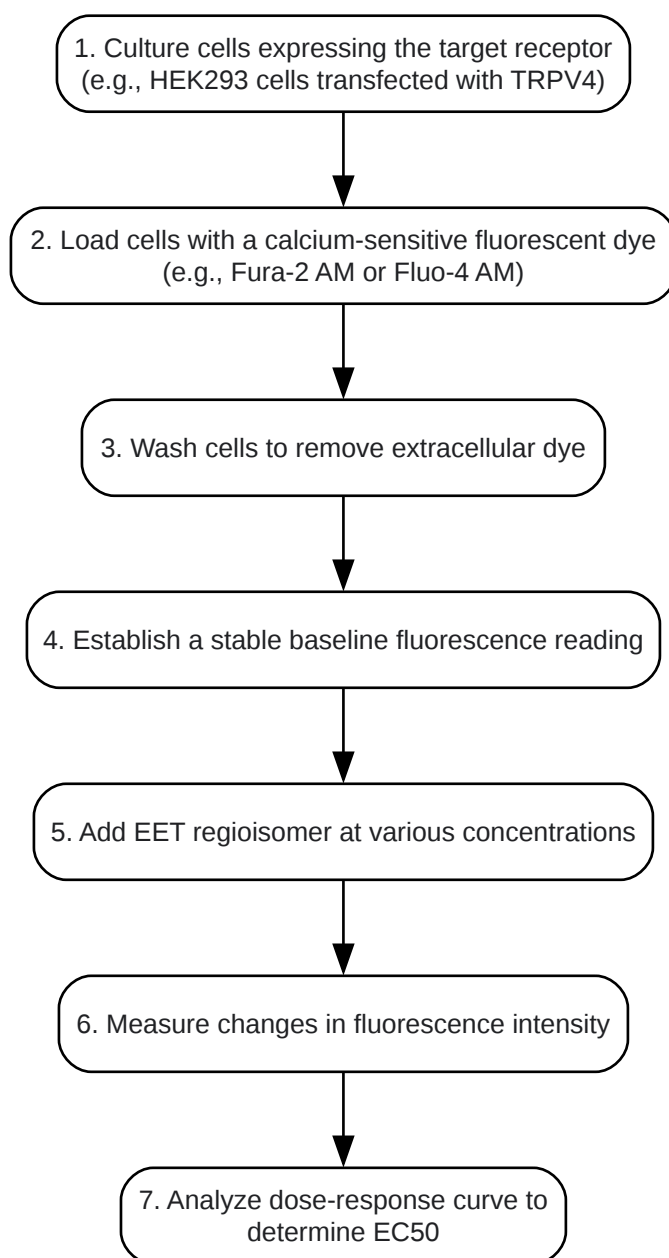 1. Culture cells expressing the target receptor
(e.g., HEK293 cells transfected with TRPV4)
2. Load cells with a calcium-sensitive fluorescent dye
(e.g., Fura-2 AM or Fluo-4 AM)
3. Wash cells to remove extracellular dye
4. Establish a stable baseline fluorescence reading
5. Add EET regioisomer at various concentrations
6. Measure changes in fluorescence intensity
7. Analyze dose-response curve to
determine EC50